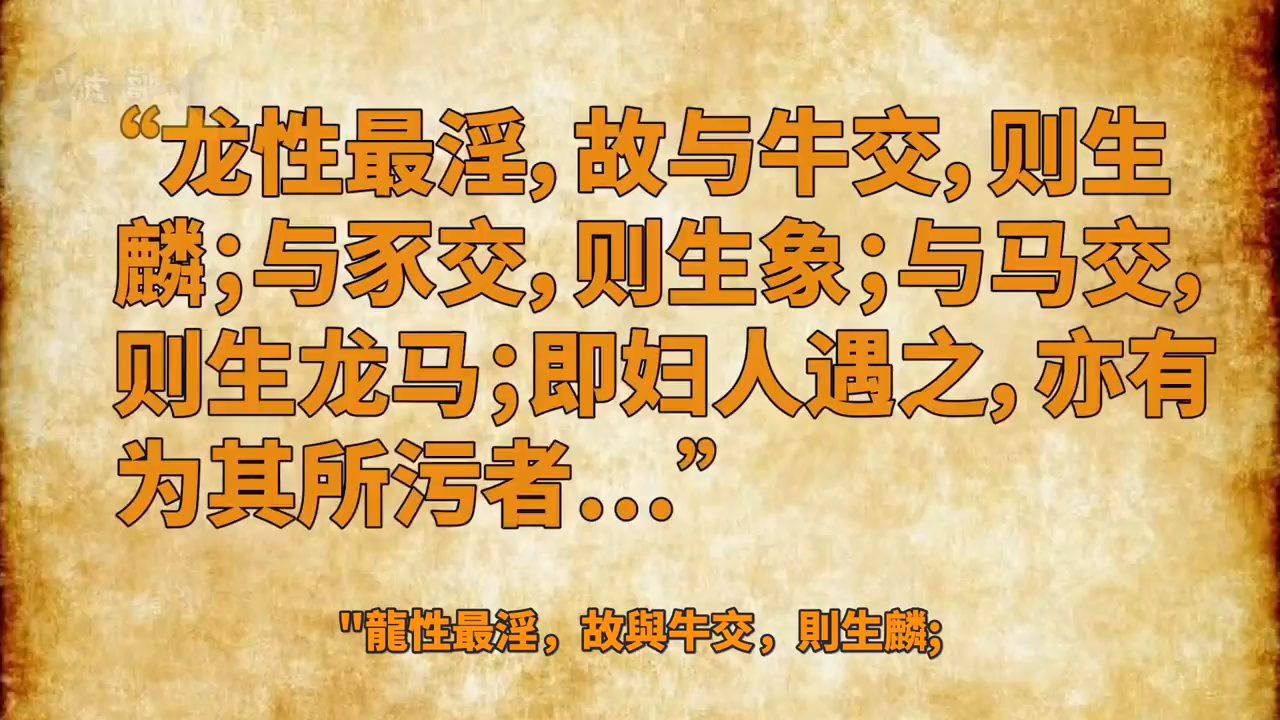 “龙性最淫，故与牛交，则生
麟；与豕交，则生象；与马交，
则生龙马；即妇人遇之，亦有
为其所污者…”
"龍性最淫，故與牛交，則生麟;